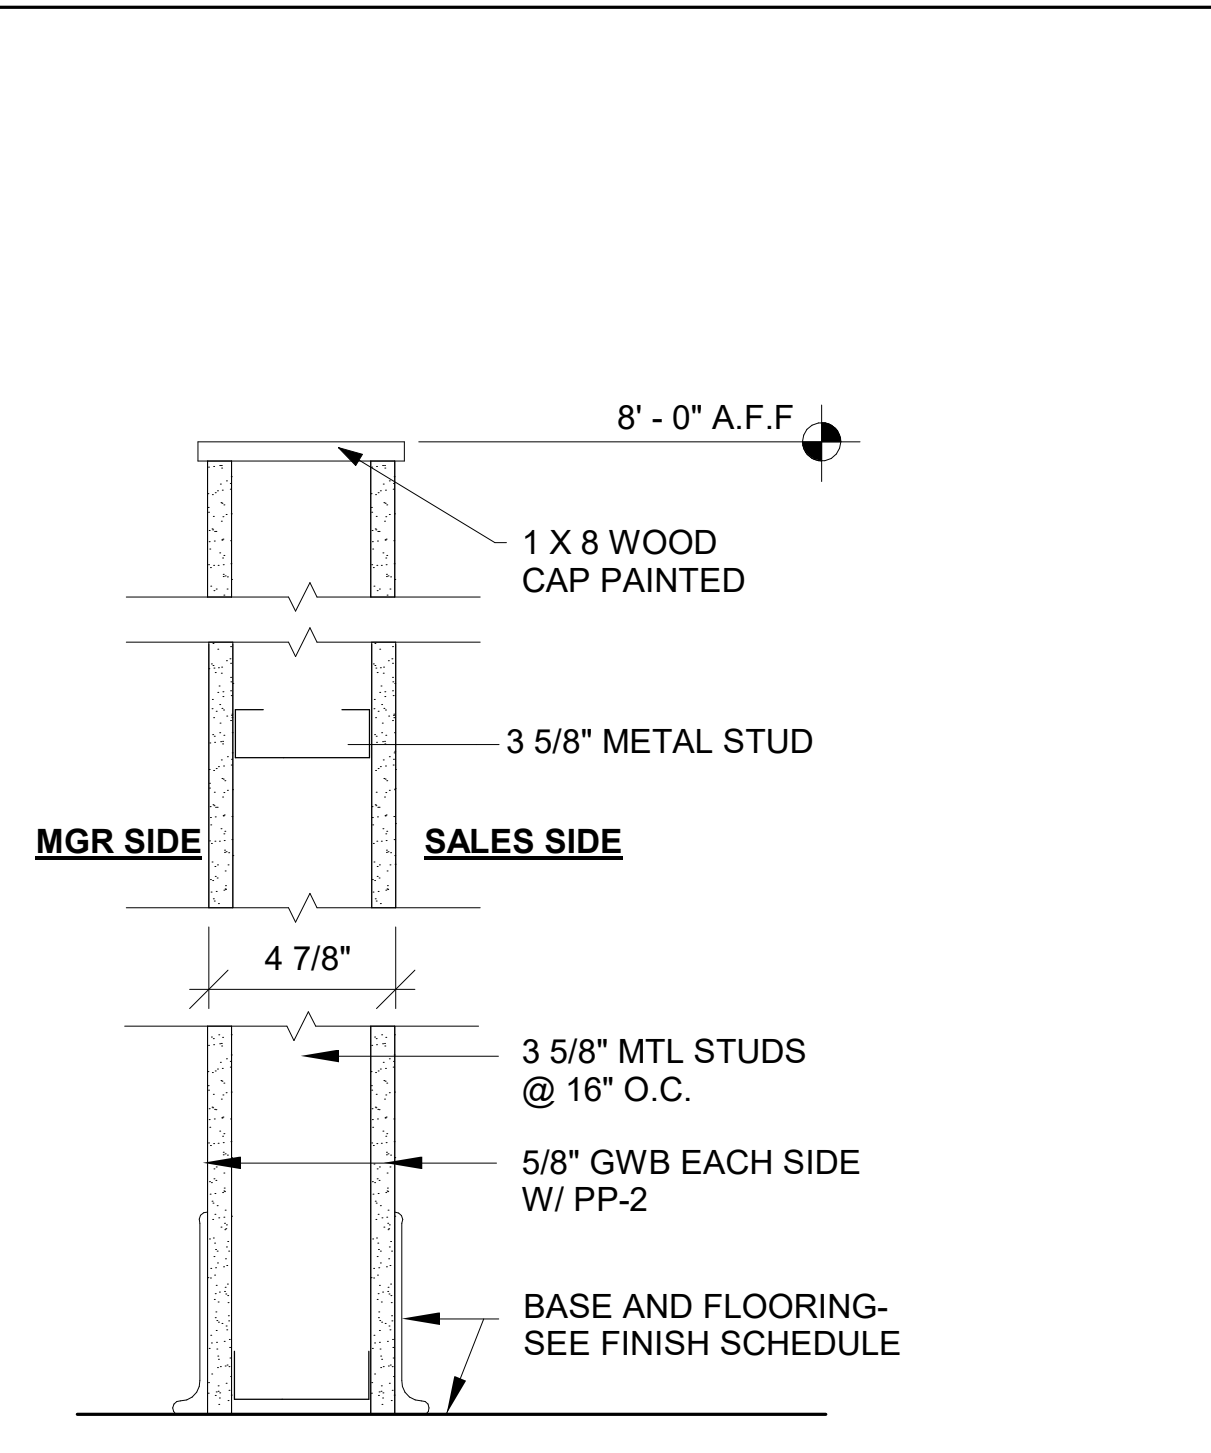 8' - 0" A.F.F
1 X 8 WOOD
CAP PAINTED
3 5/8" METAL STUD
MGR SIDE
SALES SIDE
4 7/8"
3 5/8" MTL STUDS
@ 16" O.C.
5/8" GWB EACH SIDE
W/ PP-2
BASE AND FLOORING-
SEE FINISH SCHEDULE